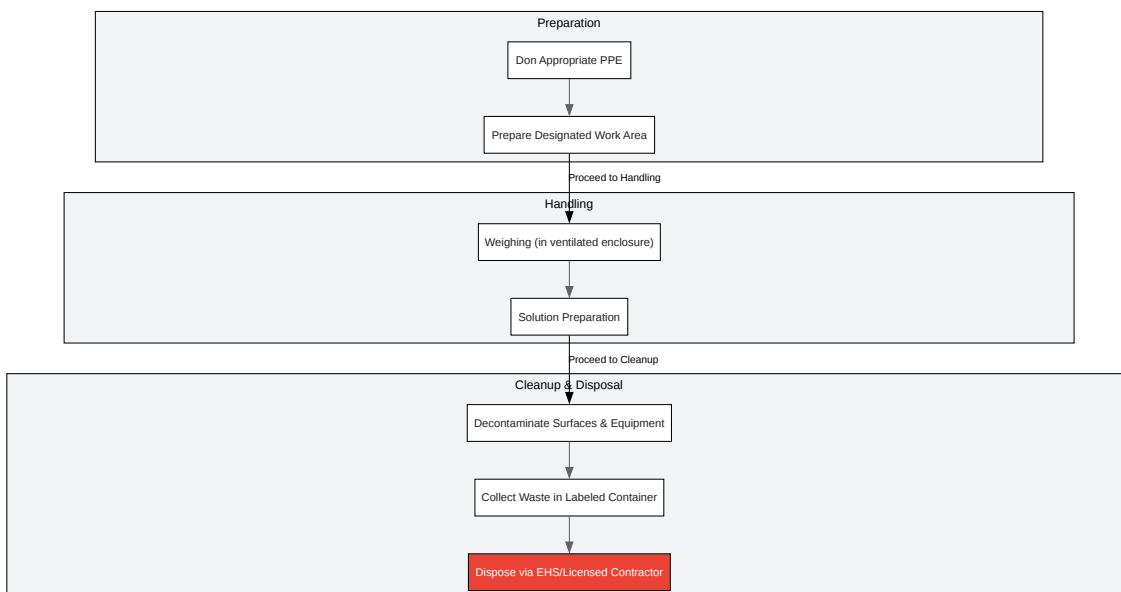 Preparation
Don Appropriate PPE
Prepare Designated Work Area
Proceed to Handling
Handling
Weighing (in ventilated enclosure)
Solution Preparation
Proceed to Cleanup
Cleanup & Disposal
Decontaminate Surfaces & Equipment
Collect Waste in Labeled Container
Dispose via EHS/Licensed Contractor